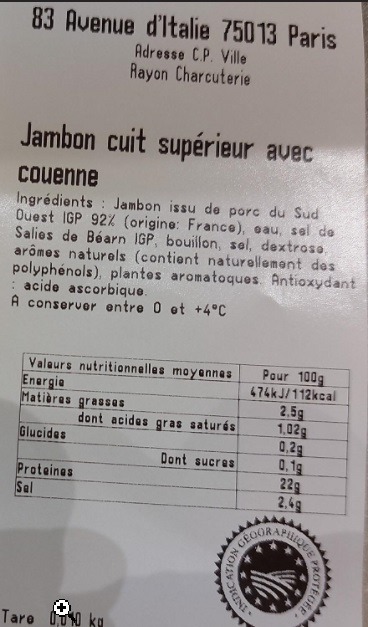 83 Avenue d'Italie 75013 Paris
Adresse C.P. Ville
Rayon Charcuterie
Jambon cuit supérieur avec
couenne
Ingrédients : Jambon issu de porc du Sud
Ouest IGP 92% (origine: France), eau, sel de
Salies de Béarn IGP, bouillon, sel, dextrose,
arômes naturels (contient naturellement des
polyphénols), plantes aromatoques. Antioxydant
: acide ascorbique.
A conserver entre 0 et +4°C
Valeurs nutritionnelles moyennes Pour 100g
Energie 474kJ/112kcal
Matières grasses 2,5g
dont acides gras saturés 1,02g
Glucides 0,2g
Dont sucres 0,1g
Proteines 22g
Sel 2,4g
INDICATION GÉOGRAPHIQUE PROTÉGÉE
Tare kg